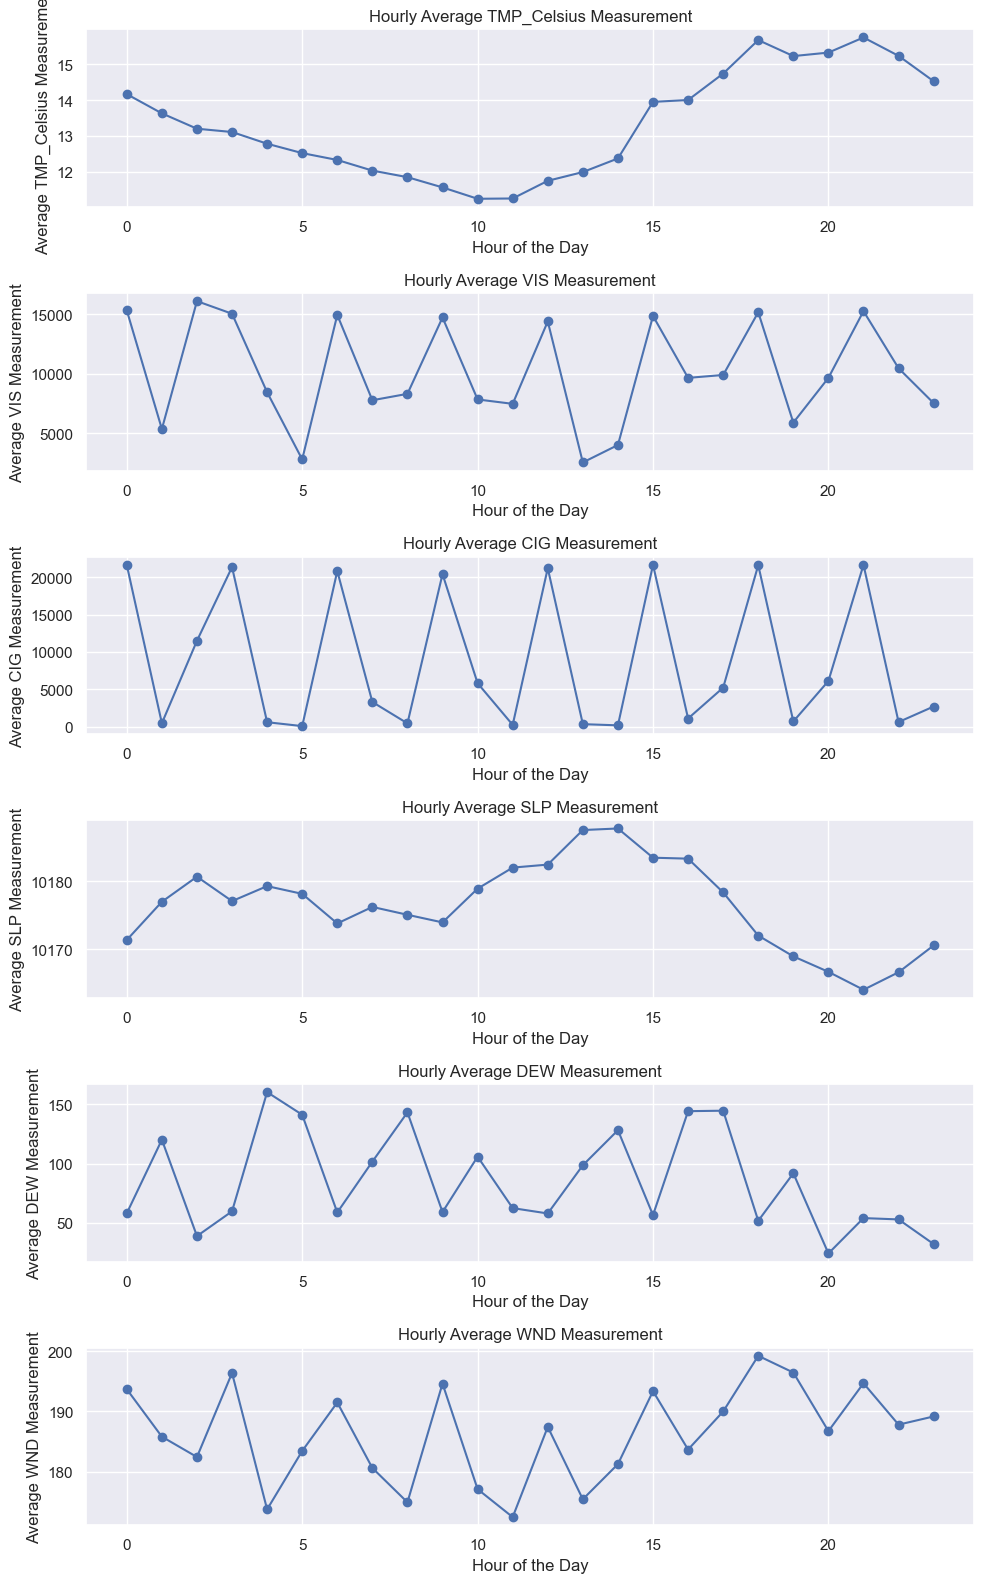 Hourly Average TMP_Celsius Measurement
Average TMP_Celsius Measurement
15
14
13
12
0 5 10 15 20
Hour of the Day
Hourly Average VIS Measurement
Average VIS Measurement
15000
10000
5000
0 5 10 15 20
Hour of the Day
Hourly Average CIG Measurement
Average CIG Measurement
20000
15000
10000
5000
0
0 5 10 15 20
Hour of the Day
Hourly Average SLP Measurement
Average SLP Measurement
10180
10170
0 5 10 15 20
Hour of the Day
Hourly Average DEW Measurement
Average DEW Measurement
150
100
50
0 5 10 15 20
Hour of the Day
Hourly Average WND Measurement
Average WND Measurement
200
190
180
0 5 10 15 20
Hour of the Day